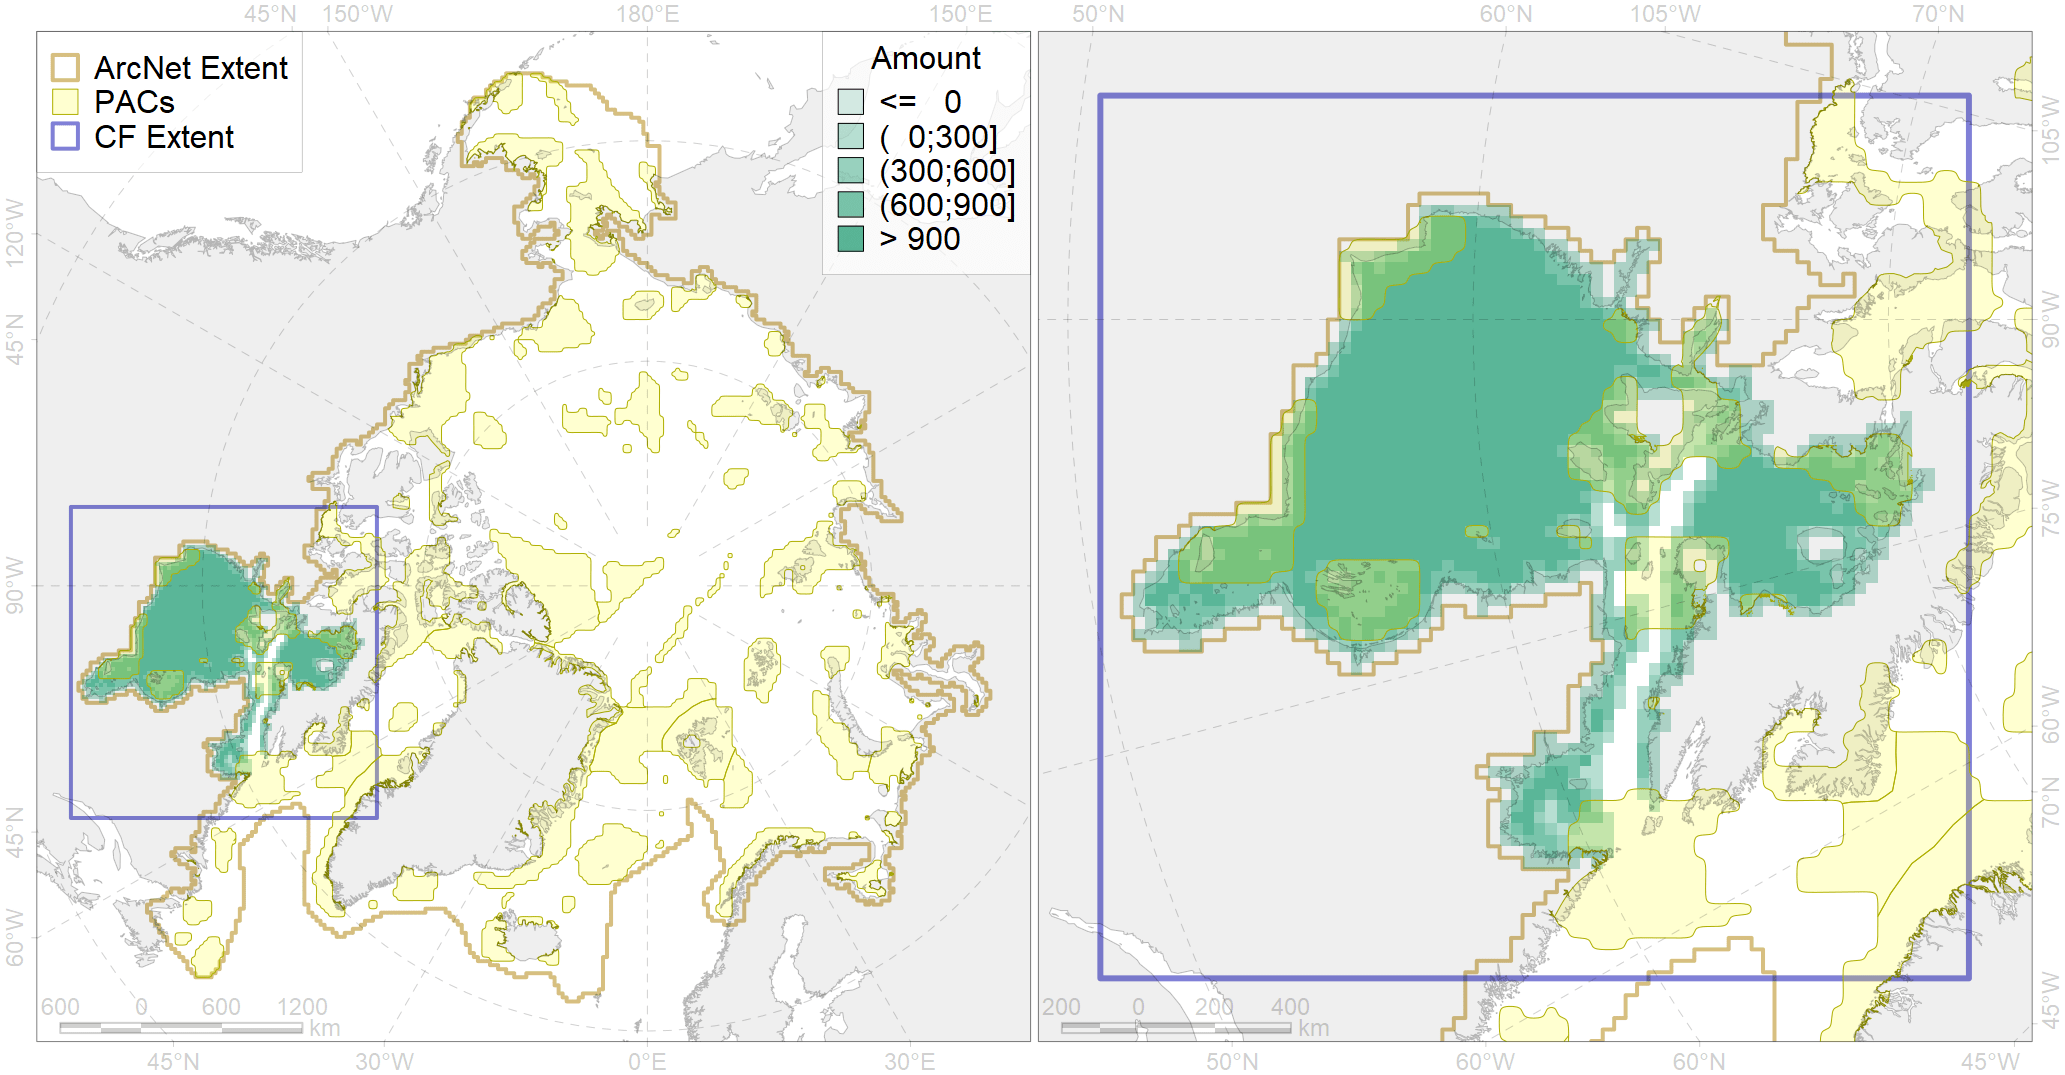 45°N 150°W 180°E 150°E 50°N 60°N 105°W 70°N
ArcNet Extent
PACs
CF Extent
Amount
<= 0
( 0;300]
(300;600]
(600;900]
> 900
120°W
45°N
90°W
45°N
60°W
105°W
90°W
75°W
60°W
70°N
45°W
600 0 600 1200
km
200 0 200 400
km
45°N 30°W 0°E 30°E 50°N 60°W 60°N 45°W